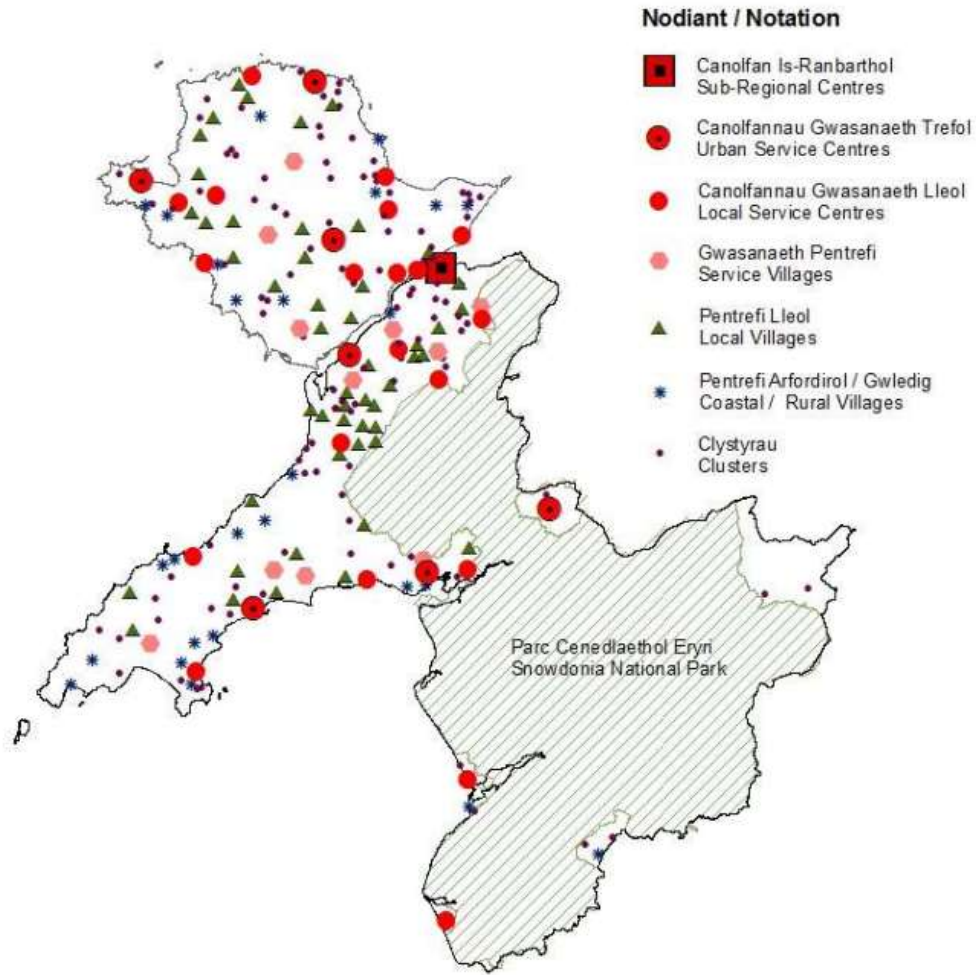 Nodiant / Notation
Canolfan Is-Ranbarthol
Sub-Regional Centres
Canolfannau Gwasanaeth Trefol
Urban Service Centres
Canolfannau Gwasanaeth Lleol
Local Service Centres
Gwasanaeth Pentrefi
Service Villages
Pentrefi Lleol
Local Villages
Pentrefi Arfordirol / Gwledig
Coastal / Rural Villages
Clystyrau
Clusters
Parc Cenedlaethol Eryri
Snowdonia National Park